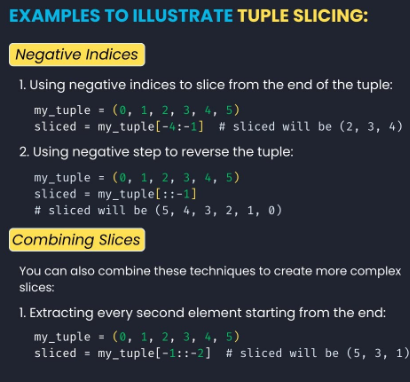 EXAMPLES TO ILLUSTRATE TUPLE SLICING:
Negative Indices
1. Using negative indices to slice from the end of the tuple:
my_tuple = (0, 1, 2, 3, 4, 5)
sliced = my_tuple[-4:-1]  # sliced will be (2, 3, 4)
2. Using negative step to reverse the tuple:
my_tuple = (0, 1, 2, 3, 4, 5)
sliced = my_tuple[::-1]
# sliced will be (5, 4, 3, 2, 1, 0)
Combining Slices
You can also combine these techniques to create more complex
slices:
1. Extracting every second element starting from the end:
my_tuple = (0, 1, 2, 3, 4, 5)
sliced = my_tuple[-1::-2]  # sliced will be (5, 3, 1)